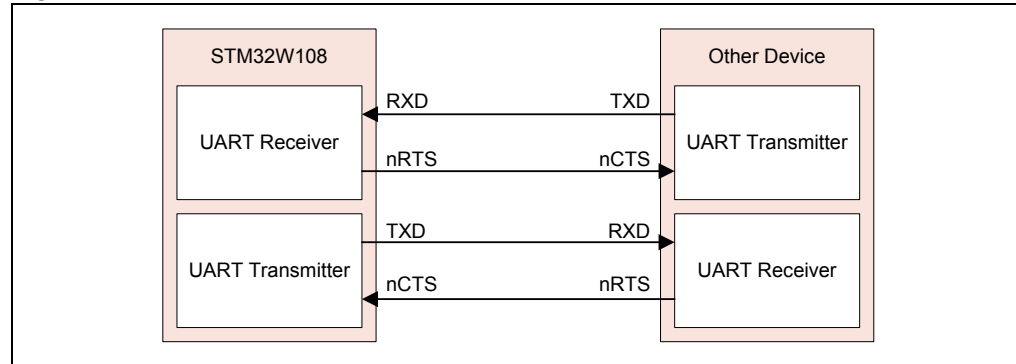 STM32W108
Other Device
RXD TXD
UART Receiver
UART Transmitter
nRTS nCTS
TXD RXD
UART Transmitter
UART Receiver
nCTS nRTS